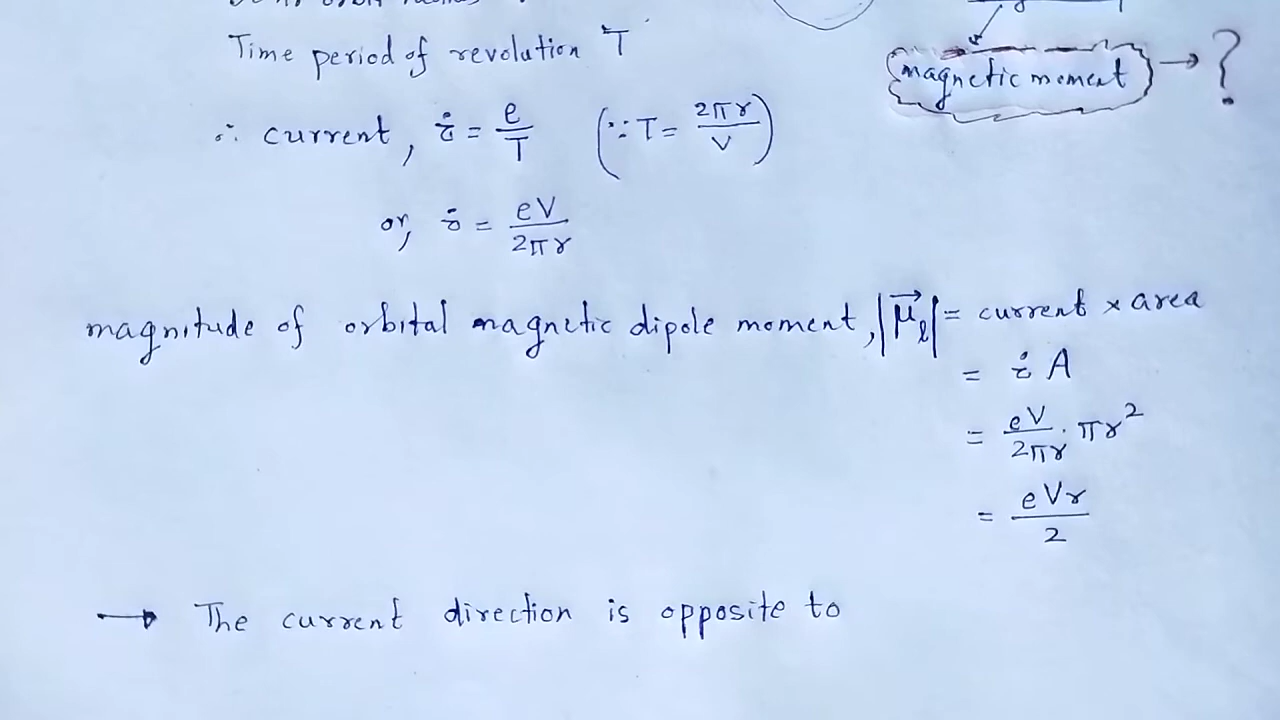 Time period of revolution T
magnetic moment → ?
∴ current, i = e/T (∵ T = 2πr/V)
or, i = eV/2πr
magnitude of orbital magnetic dipole moment, |μ⃗_l| = current × area
= i A
= eV/2πr · πr²
= eVr/2
→ The current direction is opposite to